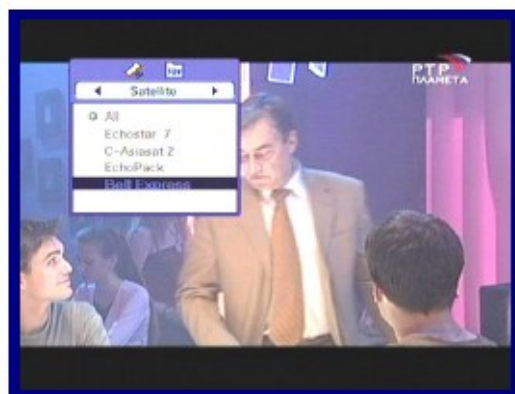 РТР
ПЛАНЕТА
Satellite
All
Echostar 7
C-Asiasat 2
EchoPack
Bell Express